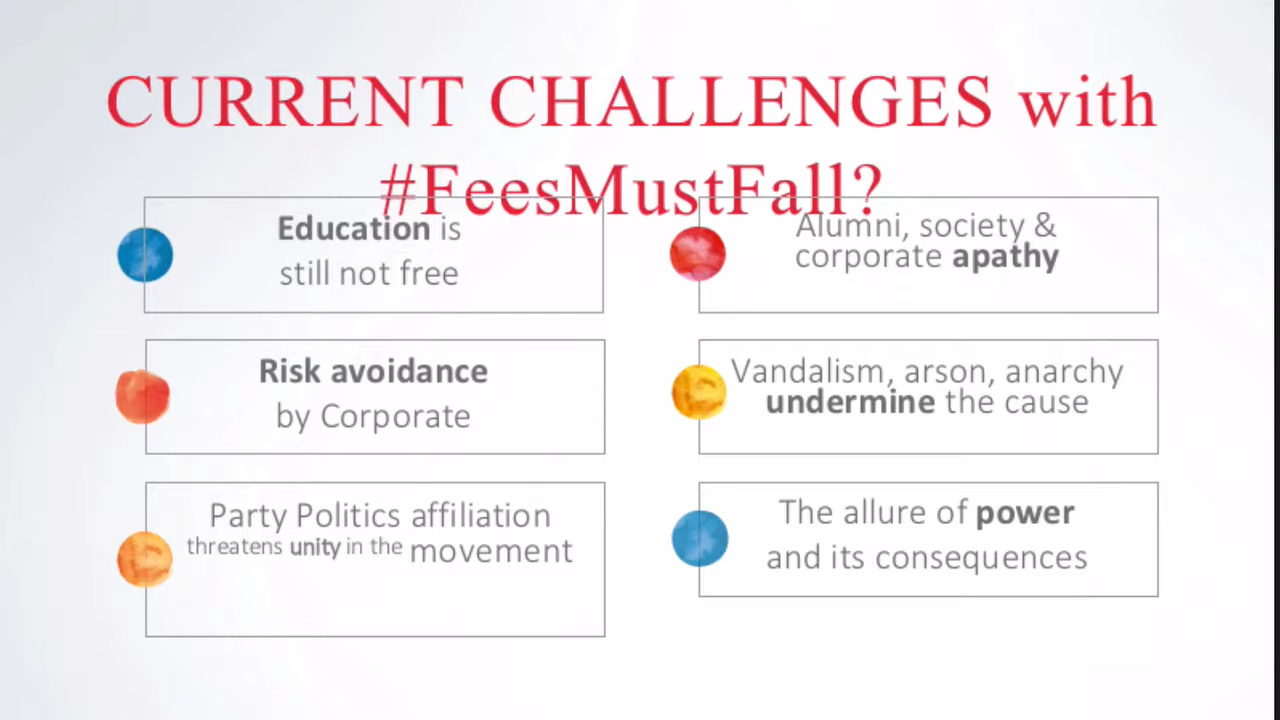 CURRENT CHALLENGES with
#FeesMustFall?
Education is
still not free
Alumni, society &
corporate apathy
Risk avoidance
by Corporate
Vandalism, arson, anarchy
undermine the cause
Party Politics affiliation
threatens unity in the movement
The allure of power
and its consequences